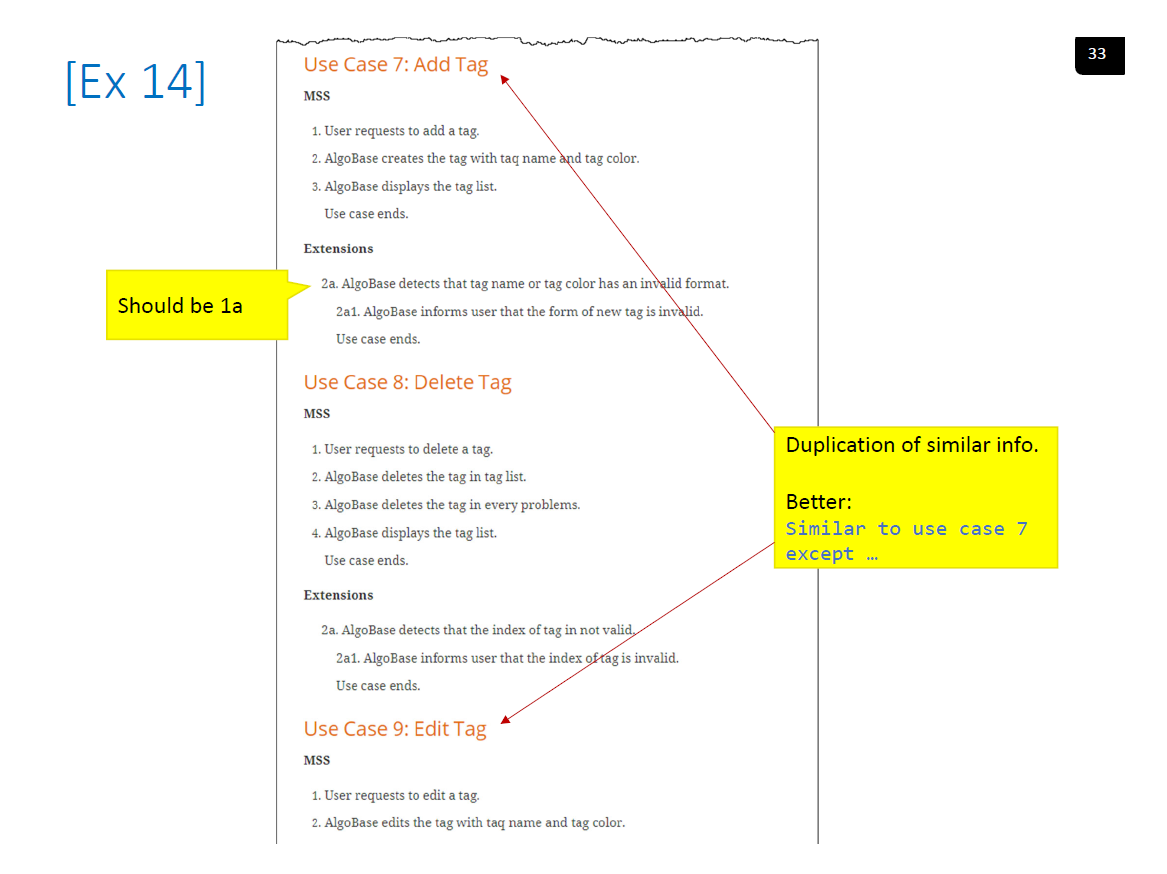 [Ex 14]
33
Use Case 7: Add Tag
MSS
1. User requests to add a tag.
2. AlgoBase creates the tag with taq name and tag color.
3. AlgoBase displays the tag list.
Use case ends.
Extensions
2a. AlgoBase detects that tag name or tag color has an invalid format.
2a1. AlgoBase informs user that the form of new tag is invalid.
Use case ends.
Should be 1a
Use Case 8: Delete Tag
MSS
1. User requests to delete a tag.
2. AlgoBase deletes the tag in tag list.
3. AlgoBase deletes the tag in every problems.
4. AlgoBase displays the tag list.
Use case ends.
Extensions
2a. AlgoBase detects that the index of tag in not valid.
2a1. AlgoBase informs user that the index of tag is invalid.
Use case ends.
Duplication of similar info.
Better:
Similar to use case 7
except …
Use Case 9: Edit Tag
MSS
1. User requests to edit a tag.
2. AlgoBase edits the tag with taq name and tag color.